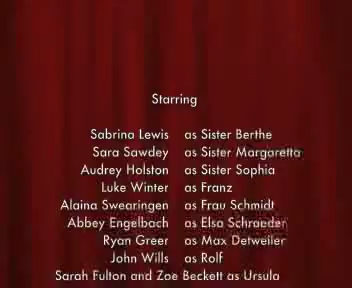 Starring
Sabrina Lewis as Sister Berthe
Sara Sawdey as Sister Margaretta
Audrey Holston as Sister Sophia
Luke Winter as Franz
Alaina Swearingen as Frau Schmidt
Abbey Engelbach as Elsa Schraeder
Ryan Greer as Max Detweiler
John Wills as Rolf
Sarah Fulton and Zoe Beckett as Ursula